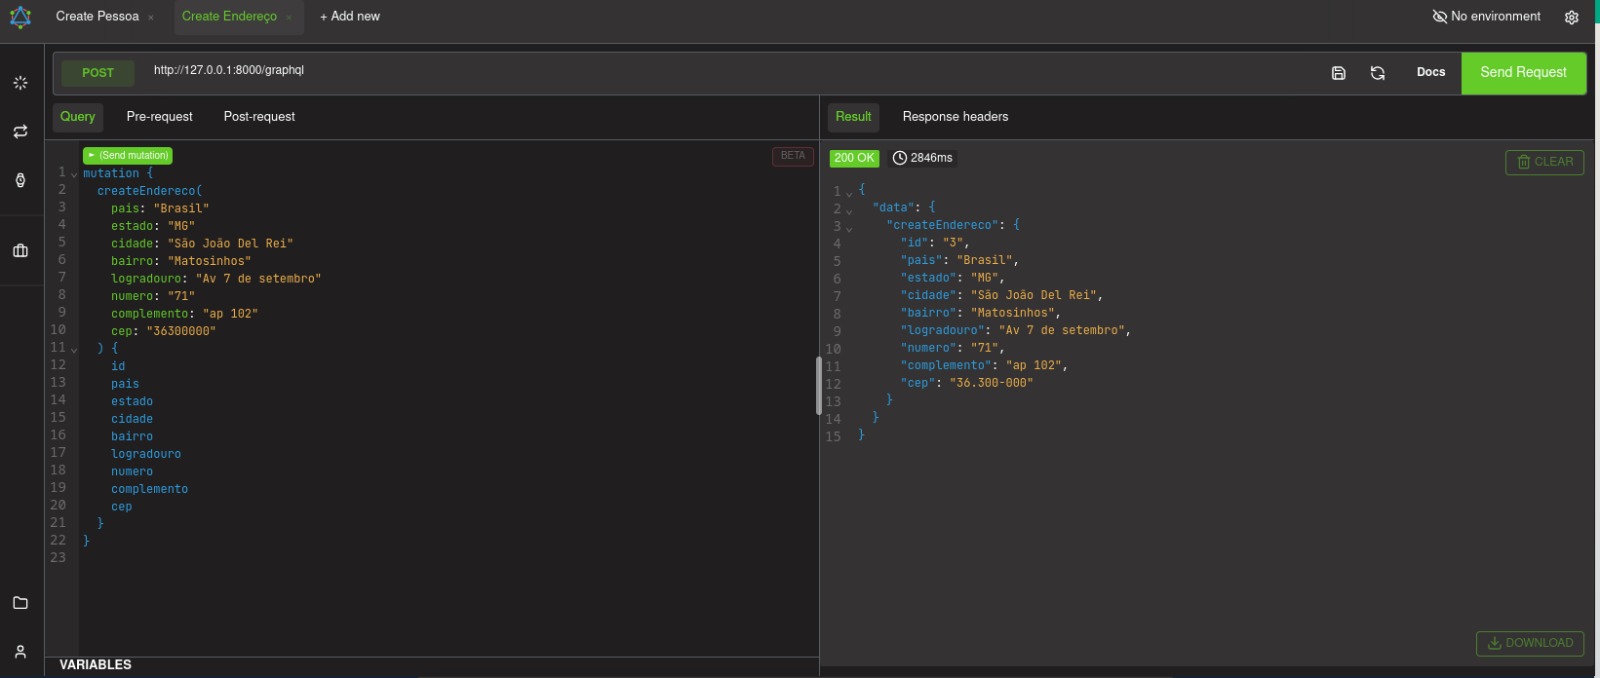 Create Pessoa × Create Endereço × + Add new No environment
POST http://127.0.0.1:8000/graphql Docs Send Request
Query Pre-request Post-request
► (Send mutation) BETA
1 mutation {
2 createEndereco(
3 pais: "Brasil"
4 estado: "MG"
5 cidade: "São João Del Rei"
6 bairro: "Matosinhos"
7 logradouro: "Av 7 de setembro"
8 numero: "71"
9 complemento: "ap 102"
10 cep: "36300000"
11 ) {
12 id
13 pais
14 estado
15 cidade
16 bairro
17 logradouro
18 numero
19 complemento
20 cep
21 }
22 }
23
VARIABLES
Result Response headers
200 OK 2846ms CLEAR
1 {
2 "data": {
3 "createEndereco": {
4 "id": "3",
5 "pais": "Brasil",
6 "estado": "MG",
7 "cidade": "São João Del Rei",
8 "bairro": "Matosinhos",
9 "logradouro": "Av 7 de setembro",
10 "numero": "71",
11 "complemento": "ap 102",
12 "cep": "36.300-000"
13 }
14 }
15 }
DOWNLOAD